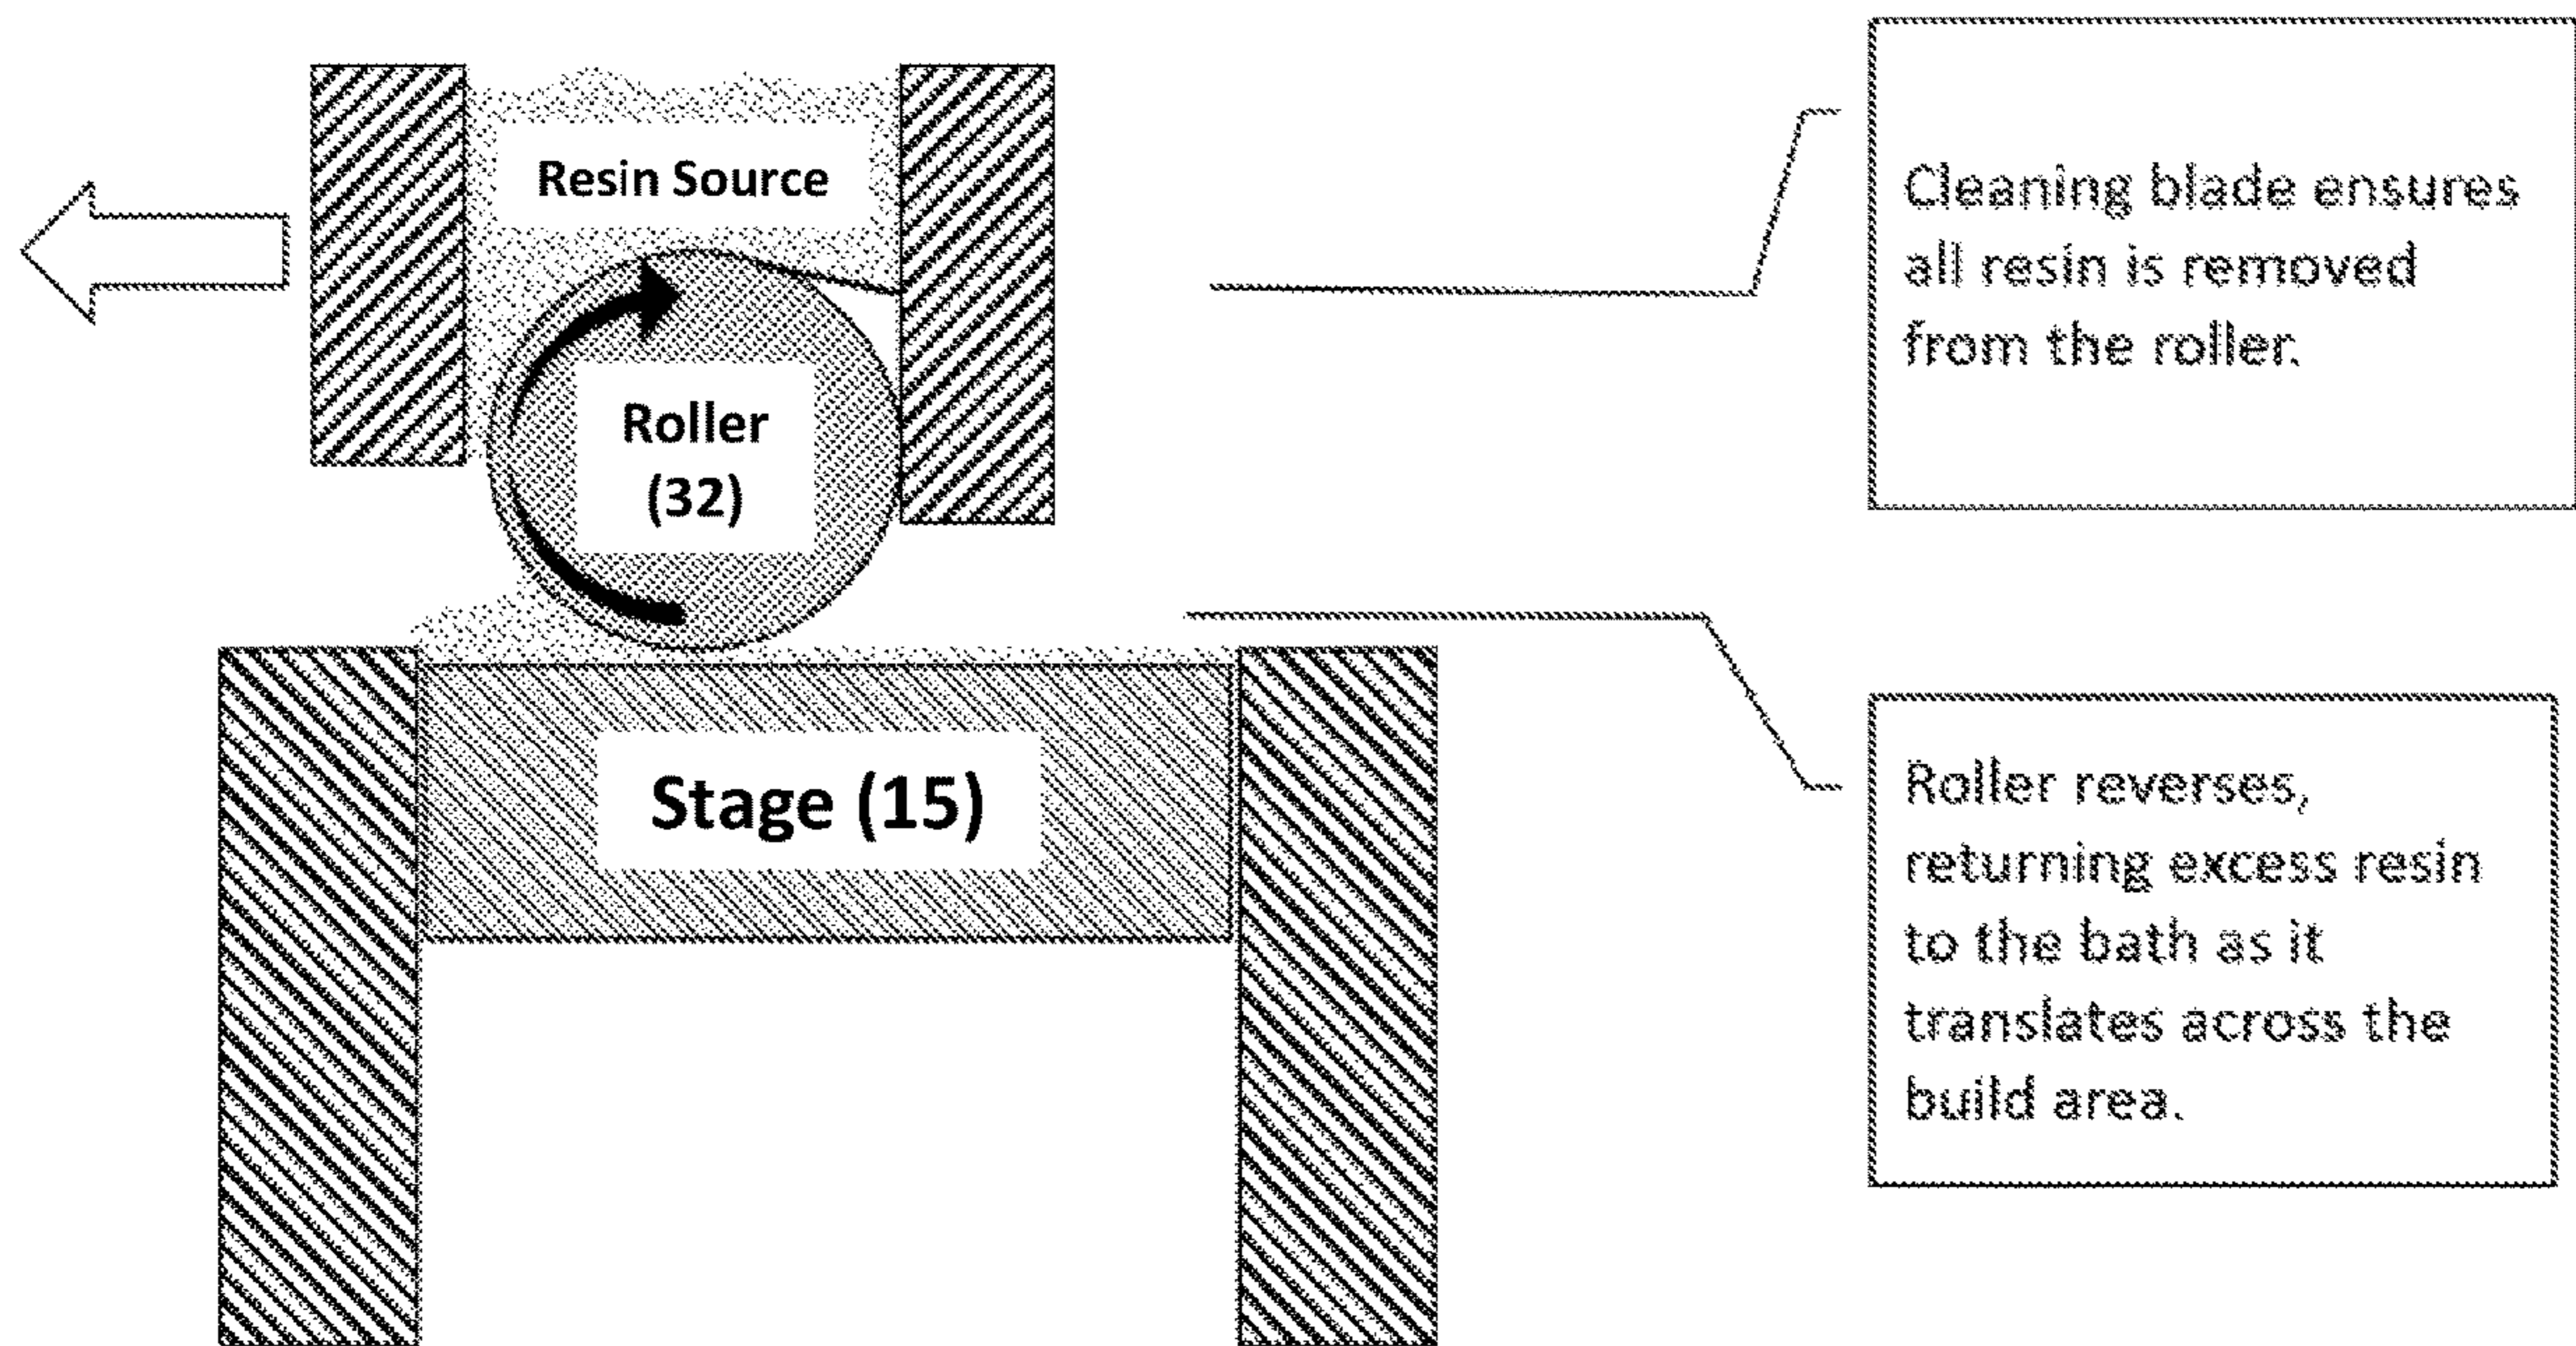 Resin Source
Cleaning blade ensures
all resin is removed
from the roller.
Roller
(32)
Stage (15)
Roller reverses,
returning excess resin
to the bath as it
translates across the
build area.